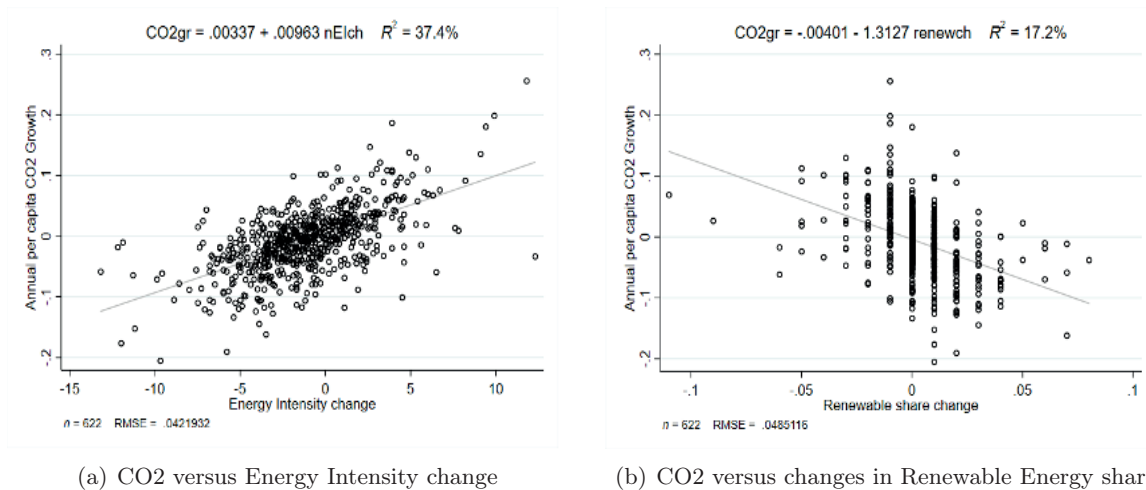 CO2gr = .00337 + .00963 nEIch R² = 37.4%
Annual per capita CO2 Growth
.3
.2
.1
0
-.1
-.2
-15 -10 -5 0 5 10
Energy Intensity change
n = 622 RMSE = .0421932
(a) CO2 versus Energy Intensity change
CO2gr = -.00401 - 1.3127 renewch R² = 17.2%
Annual per capita CO2 Growth
.3
.2
.1
0
-.1
-.2
-.1 -.05 0 .05 .1
Renewable share change
n = 622 RMSE = .0485116
(b) CO2 versus changes in Renewable Energy shar